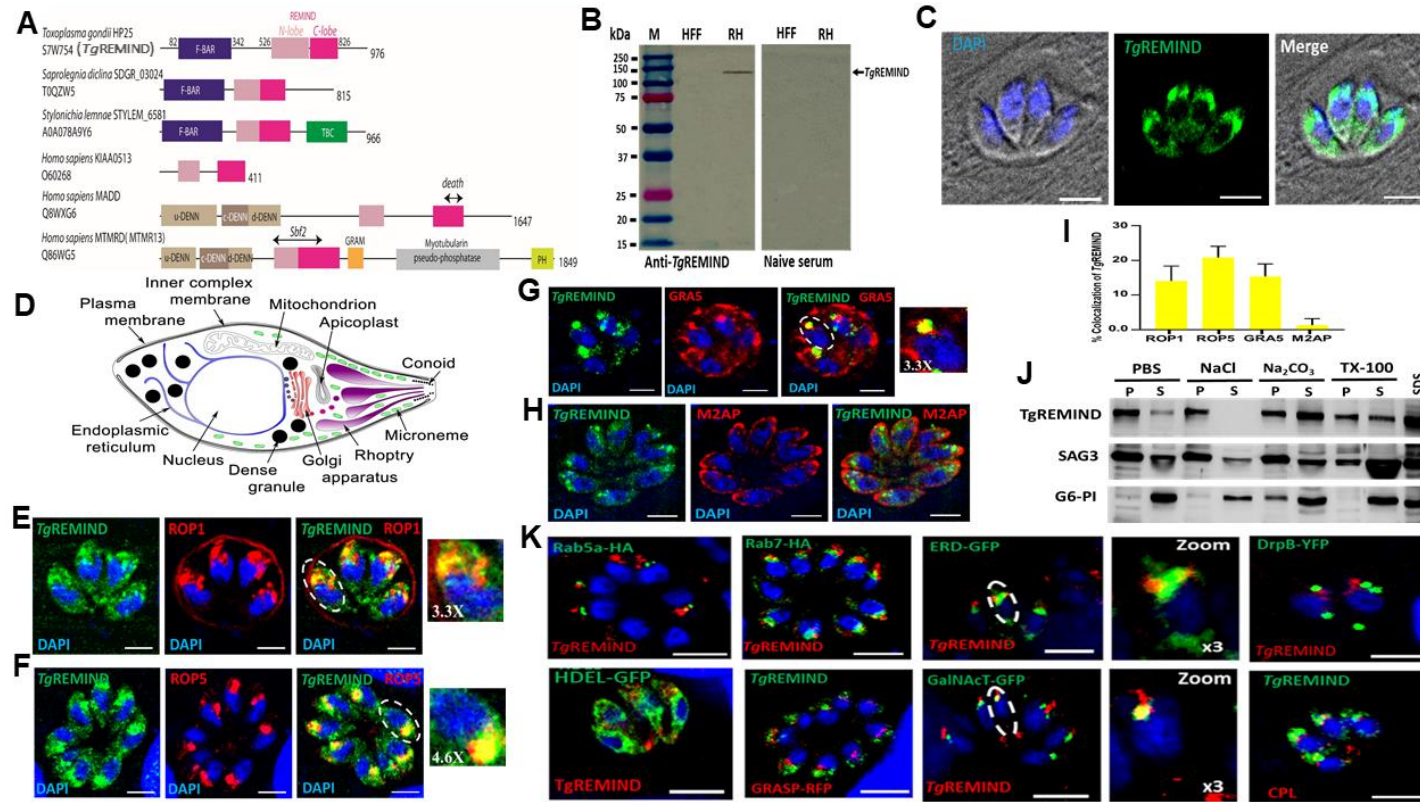 A
REMIND
Toxoplasma gondii HP25
S7W754 (TgREMIND)
82 342 526 N-lobe C-lobe 826
F-BAR
976
Saprolegnia diclina SDGR_03024
T0QZW5
F-BAR
815
Stylonichia lemnae STYLEM_6581
A0A078A9Y6
F-BAR TBC
966
Homo sapiens KIAA0513
O60268
411
Homo sapiens MADD
Q8WXG6
death
u-DENN c-DENN d-DENN
1647
Homo sapiens MTMRD( MTMR13)
Q86WG5
Sbf2
GRAM
u-DENN c-DENN d-DENN
Myotubularin
pseudo-phosphatase
PH
1849
B
kDa M HFF RH HFF RH
250
150
100
75
50
37
25
20
15
TgREMIND
Anti-TgREMIND Naive serum
C
DAPI TgREMIND Merge
D
Inner complex
membrane
Plasma
membrane
Mitochondrion
Apicoplast
Conoid
Microneme
Rhoptry
Golgi
apparatus
Dense
granule
Nucleus
Endoplasmic
reticulum
E
TgREMIND ROP1 TgREMIND ROP1
DAPI DAPI DAPI 3.3X
F
TgREMIND ROP5 TgREMIND ROP5
DAPI DAPI DAPI 4.6X
G
TgREMIND GRA5 TgREMIND GRA5
DAPI DAPI DAPI 3.3X
H
TgREMIND M2AP TgREMIND M2AP
DAPI DAPI DAPI
I
% Colocalization of TgREMIND
30
20
10
0.0
ROP1 ROP5 GRA5 M2AP
J
PBS NaCl Na₂CO₃ TX-100 SDS
P S P S P S P S
TgREMIND
SAG3
G6-PI
K
Rab5a-HA Rab7-HA ERD-GFP Zoom DrpB-YFP
TgREMIND TgREMIND TgREMIND x3 TgREMIND
HDEL-GFP TgREMIND GalNAcT-GFP Zoom TgREMIND
TgREMIND GRASP-RFP TgREMIND x3 CPL